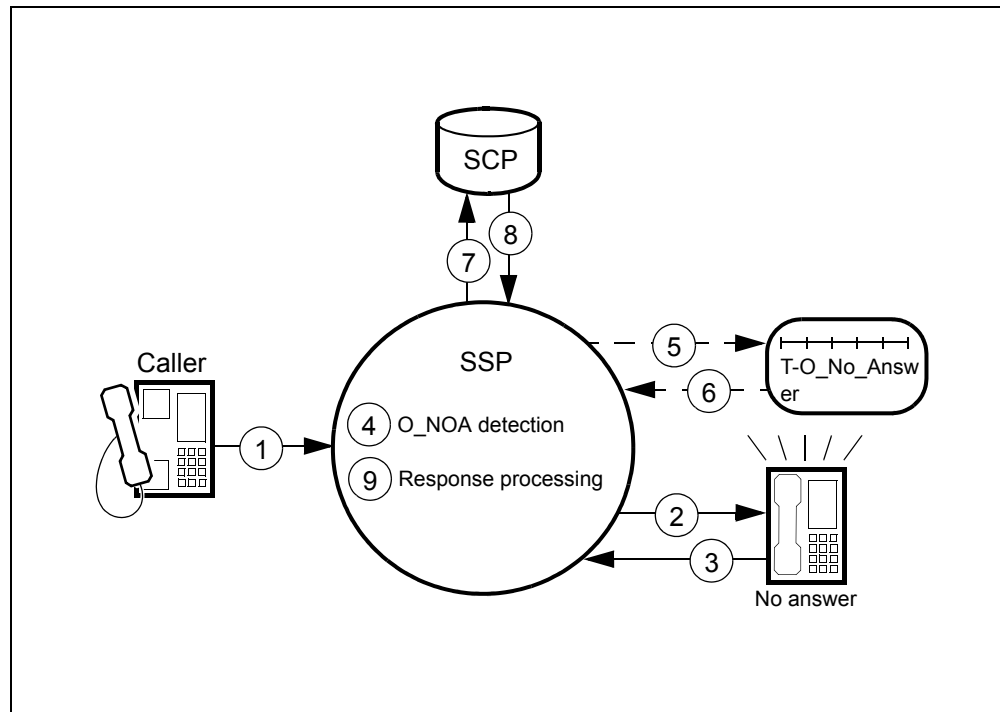 SCP
8
7
SSP
5
T-O_No_Answ
er
6
Caller
4 O_NOA detection
1
9 Response processing
2
3
No answer